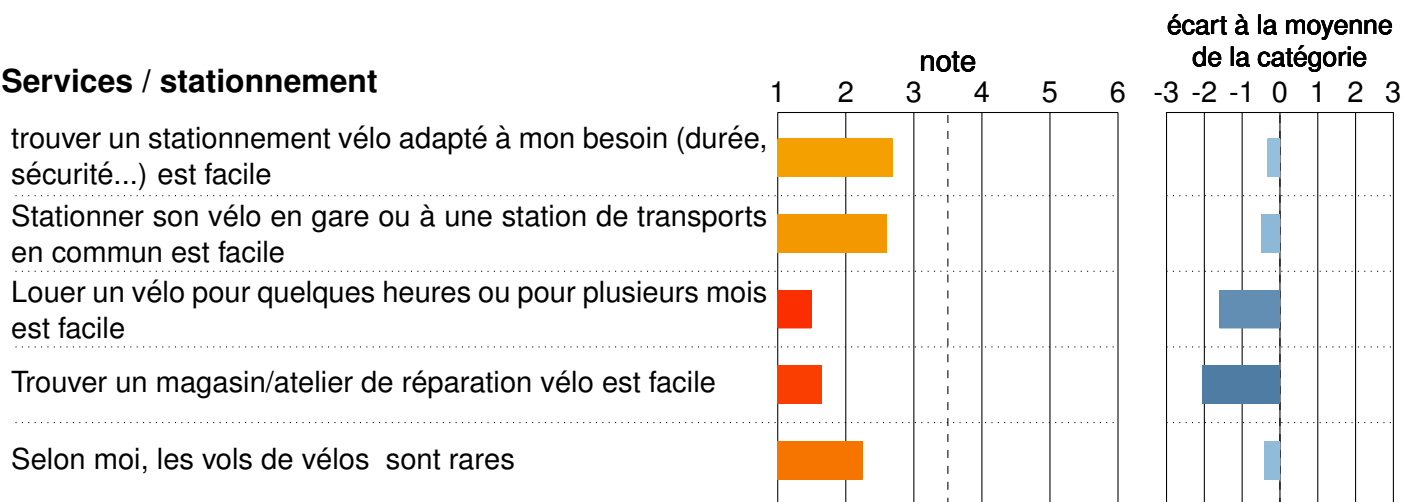 écart à la moyenne
note de la catégorie
Services / stationnement
1 2 3 4 5 6 -3 -2 -1 0 1 2 3
trouver un stationnement vélo adapté à mon besoin (durée,
sécurité...) est facile
Stationner son vélo en gare ou à une station de transports
en commun est facile
Louer un vélo pour quelques heures ou pour plusieurs mois
est facile
Trouver un magasin/atelier de réparation vélo est facile
Selon moi, les vols de vélos sont rares